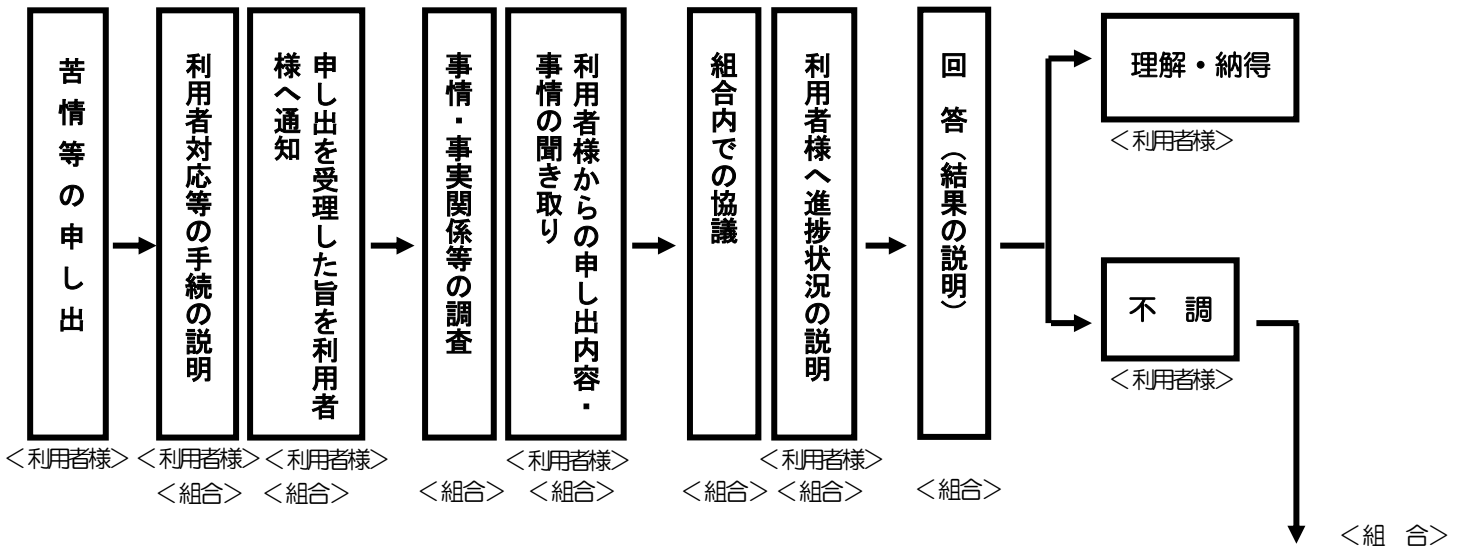 苦情等の申し出
利用者対応等の手続の説明
申し出を受理した旨を利用者
様へ通知
事情・事実関係等の調査
利用者様からの申し出内容・
事情の聞き取り
組合内での協議
利用者様へ進捗状況の説明
回　答（結果の説明）
理解・納得
＜利用者様＞
不　調
＜利用者様＞
＜利用者様＞
＜利用者様＞
＜組合＞
＜利用者様＞
＜組合＞
＜組合＞
＜利用者様＞
＜組合＞
＜組合＞
＜利用者様＞
＜組合＞
＜組合＞
＜組　合＞